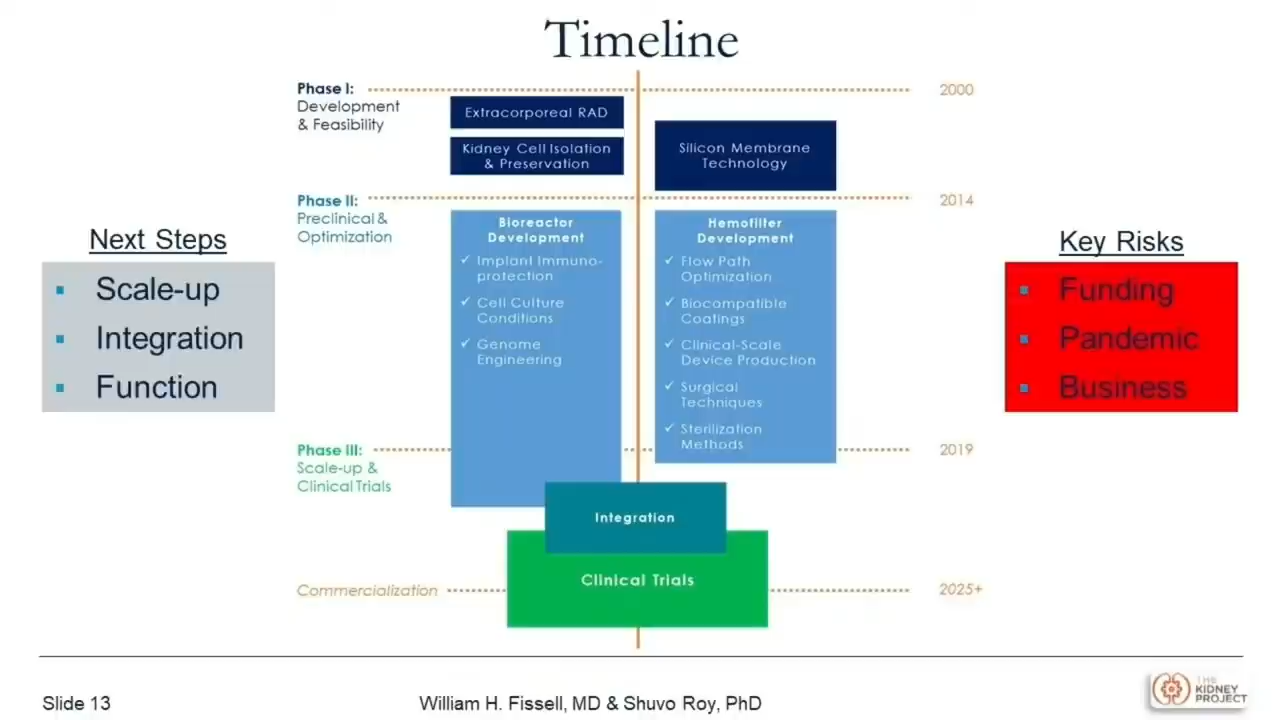 Timeline
Phase I:
Development
& Feasibility
2000
Extracorporeal RAD
Kidney Cell Isolation
& Preservation
Silicon Membrane
Technology
Phase II:
Preclinical &
Optimization
2014
Bioreactor
Development
✓ Implant Immuno-
protection
✓ Cell Culture
Conditions
✓ Genome
Engineering
Hemofilter
Development
✓ Flow Path
Optimization
✓ Biocompatible
Coatings
✓ Clinical-Scale
Device Production
✓ Surgical
Techniques
✓ Sterilization
Methods
Next Steps
▪ Scale-up
▪ Integration
▪ Function
Key Risks
▪ Funding
▪ Pandemic
▪ Business
Phase III:
Scale-up &
Clinical Trials
2019
Integration
Clinical Trials
Commercialization
2025+
Slide 13
William H. Fissell, MD & Shuvo Roy, PhD
THE
KIDNEY
PROJECT